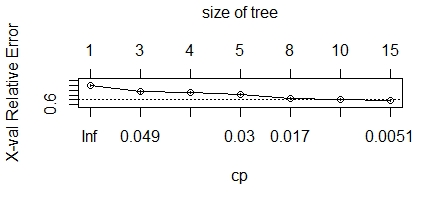 size of tree
1 3 4 5 8 10 15
X-val Relative Error
0.6
Inf 0.049 0.03 0.017 0.0051
cp